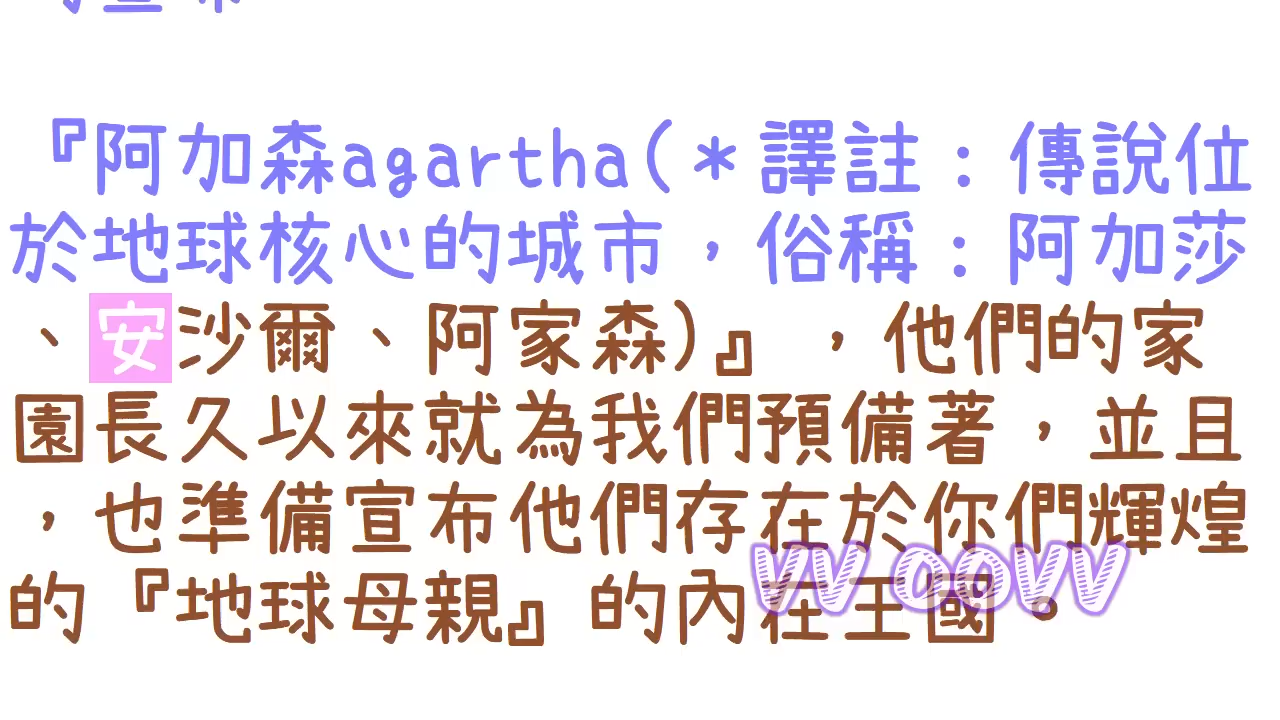 『阿加森agartha(＊譯註：傳說位
於地球核心的城市，俗稱：阿加莎
、安沙爾、阿家森)』，他們的家
園長久以來就為我們預備著，並且
，也準備宣布他們存在於你們輝煌
的『地球母親』的內在王國。
VV OOVV